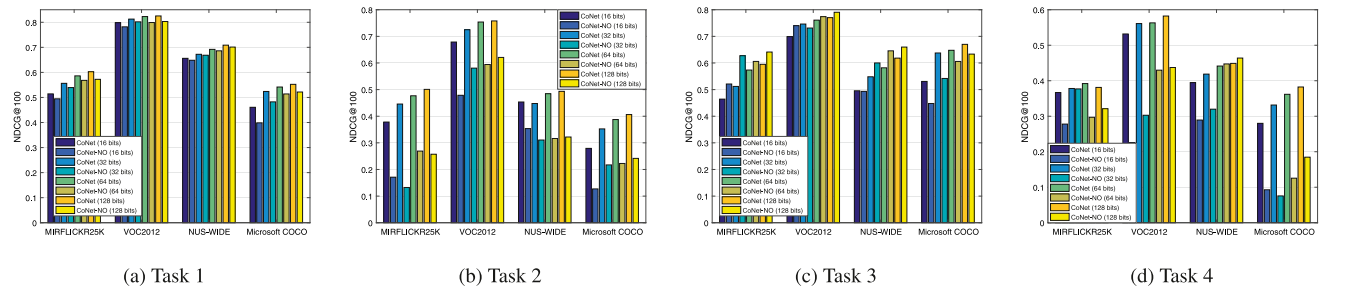 NDCG@100
0.8
0.7
0.6
0.5
0.4
0.3
0.2
0.1
0
CoNet (16 bits)
CoNet-NO (16 bits)
CoNet (32 bits)
CoNet-NO (32 bits)
CoNet (64 bits)
CoNet-NO (64 bits)
CoNet (128 bits)
CoNet-NO (128 bits)
MIRFLICKR25K VOC2012 NUS-WIDE Microsoft COCO
(a) Task 1
NDCG@100
0.8
0.7
0.6
0.5
0.4
0.3
0.2
0.1
0
CoNet (16 bits)
CoNet-NO (16 bits)
CoNet (32 bits)
CoNet-NO (32 bits)
CoNet (64 bits)
CoNet-NO (64 bits)
CoNet (128 bits)
CoNet-NO (128 bits)
MIRFLICKR25K VOC2012 NUS-WIDE Microsoft COCO
(b) Task 2
NDCG@100
0.8
0.7
0.6
0.5
0.4
0.3
0.2
0.1
0
CoNet (16 bits)
CoNet-NO (16 bits)
CoNet (32 bits)
CoNet-NO (32 bits)
CoNet (64 bits)
CoNet-NO (64 bits)
CoNet (128 bits)
CoNet-NO (128 bits)
MIRFLICKR25K VOC2012 NUS-WIDE Microsoft COCO
(c) Task 3
NDCG@100
0.6
0.5
0.4
0.3
0.2
0.1
0
CoNet (16 bits)
CoNet-NO (16 bits)
CoNet (32 bits)
CoNet-NO (32 bits)
CoNet (64 bits)
CoNet-NO (64 bits)
CoNet (128 bits)
CoNet-NO (128 bits)
MIRFLICKR25K VOC2012 NUS-WIDE Microsoft COCO
(d) Task 4